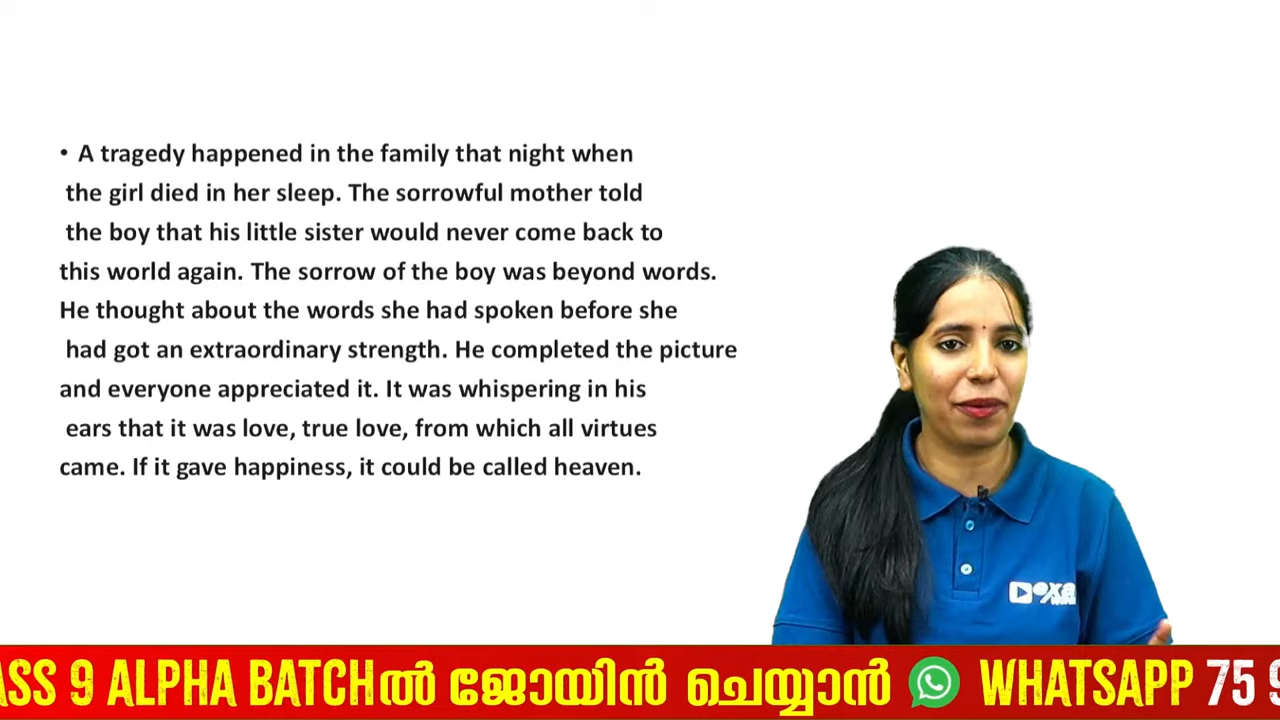 • A tragedy happened in the family that night when
the girl died in her sleep. The sorrowful mother told
the boy that his little sister would never come back to
this world again. The sorrow of the boy was beyond words.
He thought about the words she had spoken before she
had got an extraordinary strength. He completed the picture
and everyone appreciated it. It was whispering in his
ears that it was love, true love, from which all virtues
came. If it gave happiness, it could be called heaven.
ASS 9 ALPHA BATCHൽ ജോയിൻ ചെയ്യാൻ WHATSAPP 75 9